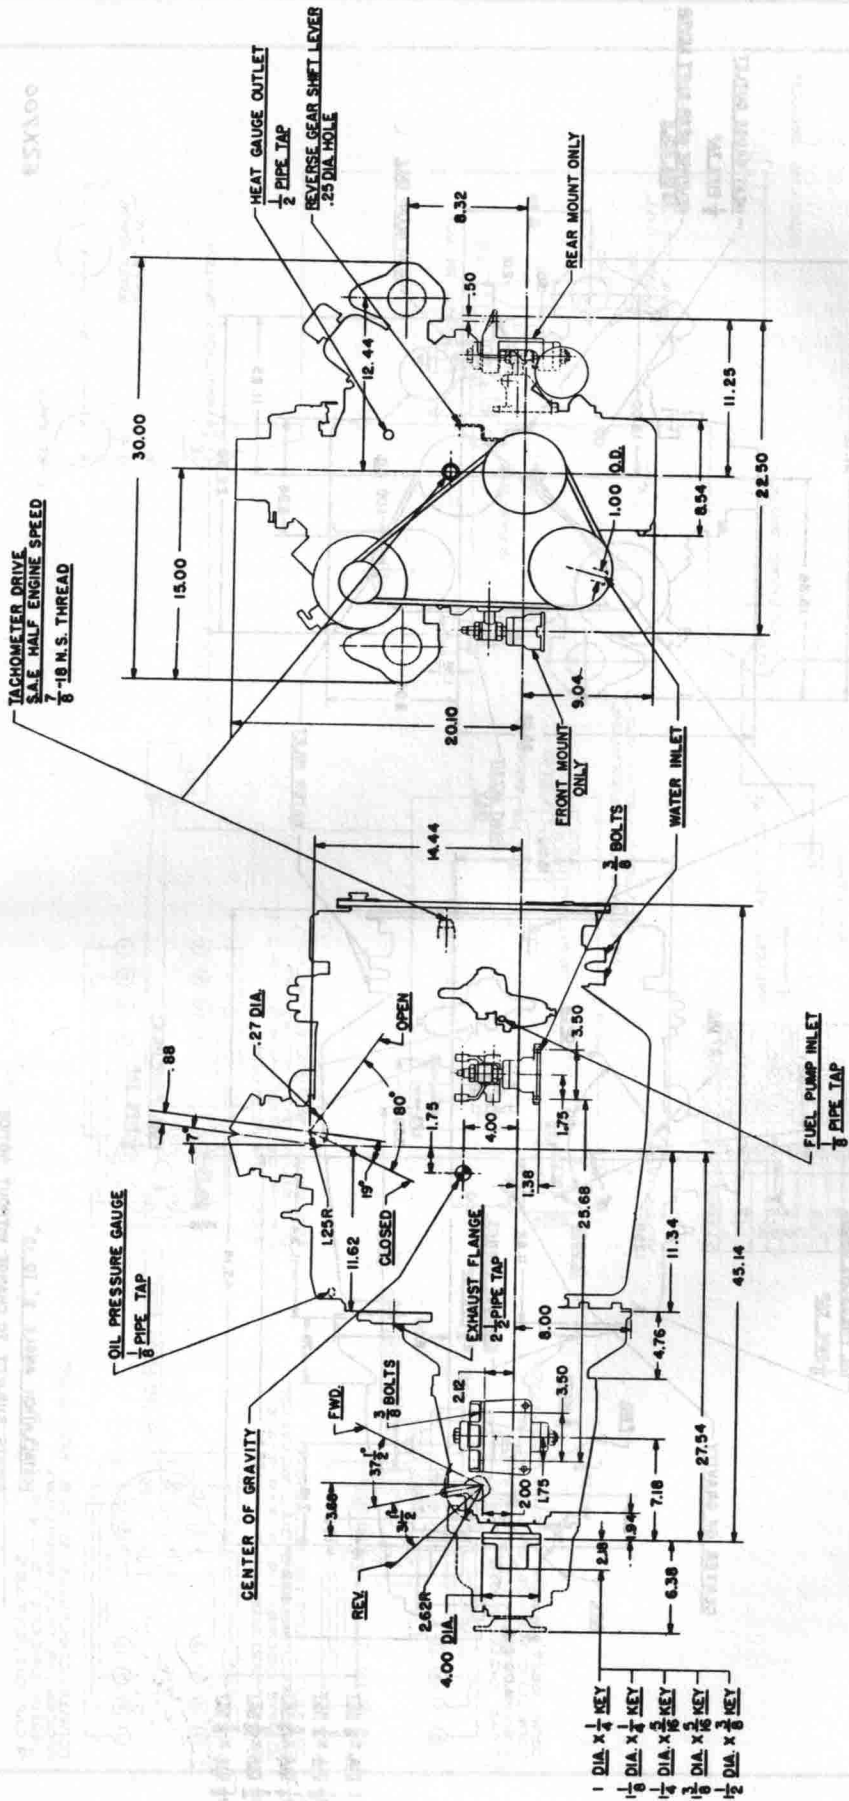 TACHOMETER DRIVE
S.A.E HALF ENGINE SPEED
7/8-18 N.S. THREAD
30.00
15.00
20.10
HEAT GAUGE OUTLET
1/2 PIPE TAP
REVERSE GEAR SHIFT LEVER
.25 DIA. HOLE
12.44
8.32
.50
REAR MOUNT ONLY
11.25
22.50
8.54
1.00 O.D.
9.04
FRONT MOUNT
ONLY
WATER INLET
OIL PRESSURE GAUGE
1/8 PIPE TAP
7°
.88
.27 DIA.
OPEN
80°
19°
CLOSED
1.25R
11.62
1.75
4.00
1.38
1.75
3.50
3/8 BOLTS
14.44
FUEL PUMP INLET
1/8 PIPE TAP
CENTER OF GRAVITY
EXHAUST FLANGE
2 1/2 PIPE TAP
8.00
FWD.
3/8 BOLTS
37 1/2°
31 1/2°
3.68
REV.
2.62R
4.00 DIA.
2.12
3.50
2.00
1.75
25.68
11.34
4.76
27.54
45.14
7.18
1.94
2.18
6.38
1 DIA. X 1/4 KEY
1 1/8 DIA. X 1/4 KEY
1 1/4 DIA. X 5/16 KEY
1 3/8 DIA. X 5/16 KEY
1 1/2 DIA. X 3/8 KEY